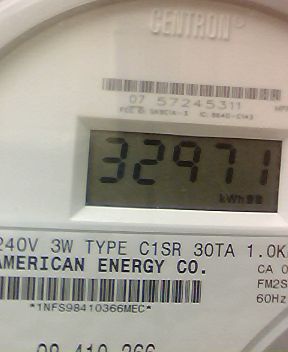 CENTRON
07 57245311
32971
kWh
240V 3W TYPE C1SR 30TA 1.0K
AMERICAN ENERGY CO.
CA 0
FM2S
60Hz
*1NFS98410366MEC*